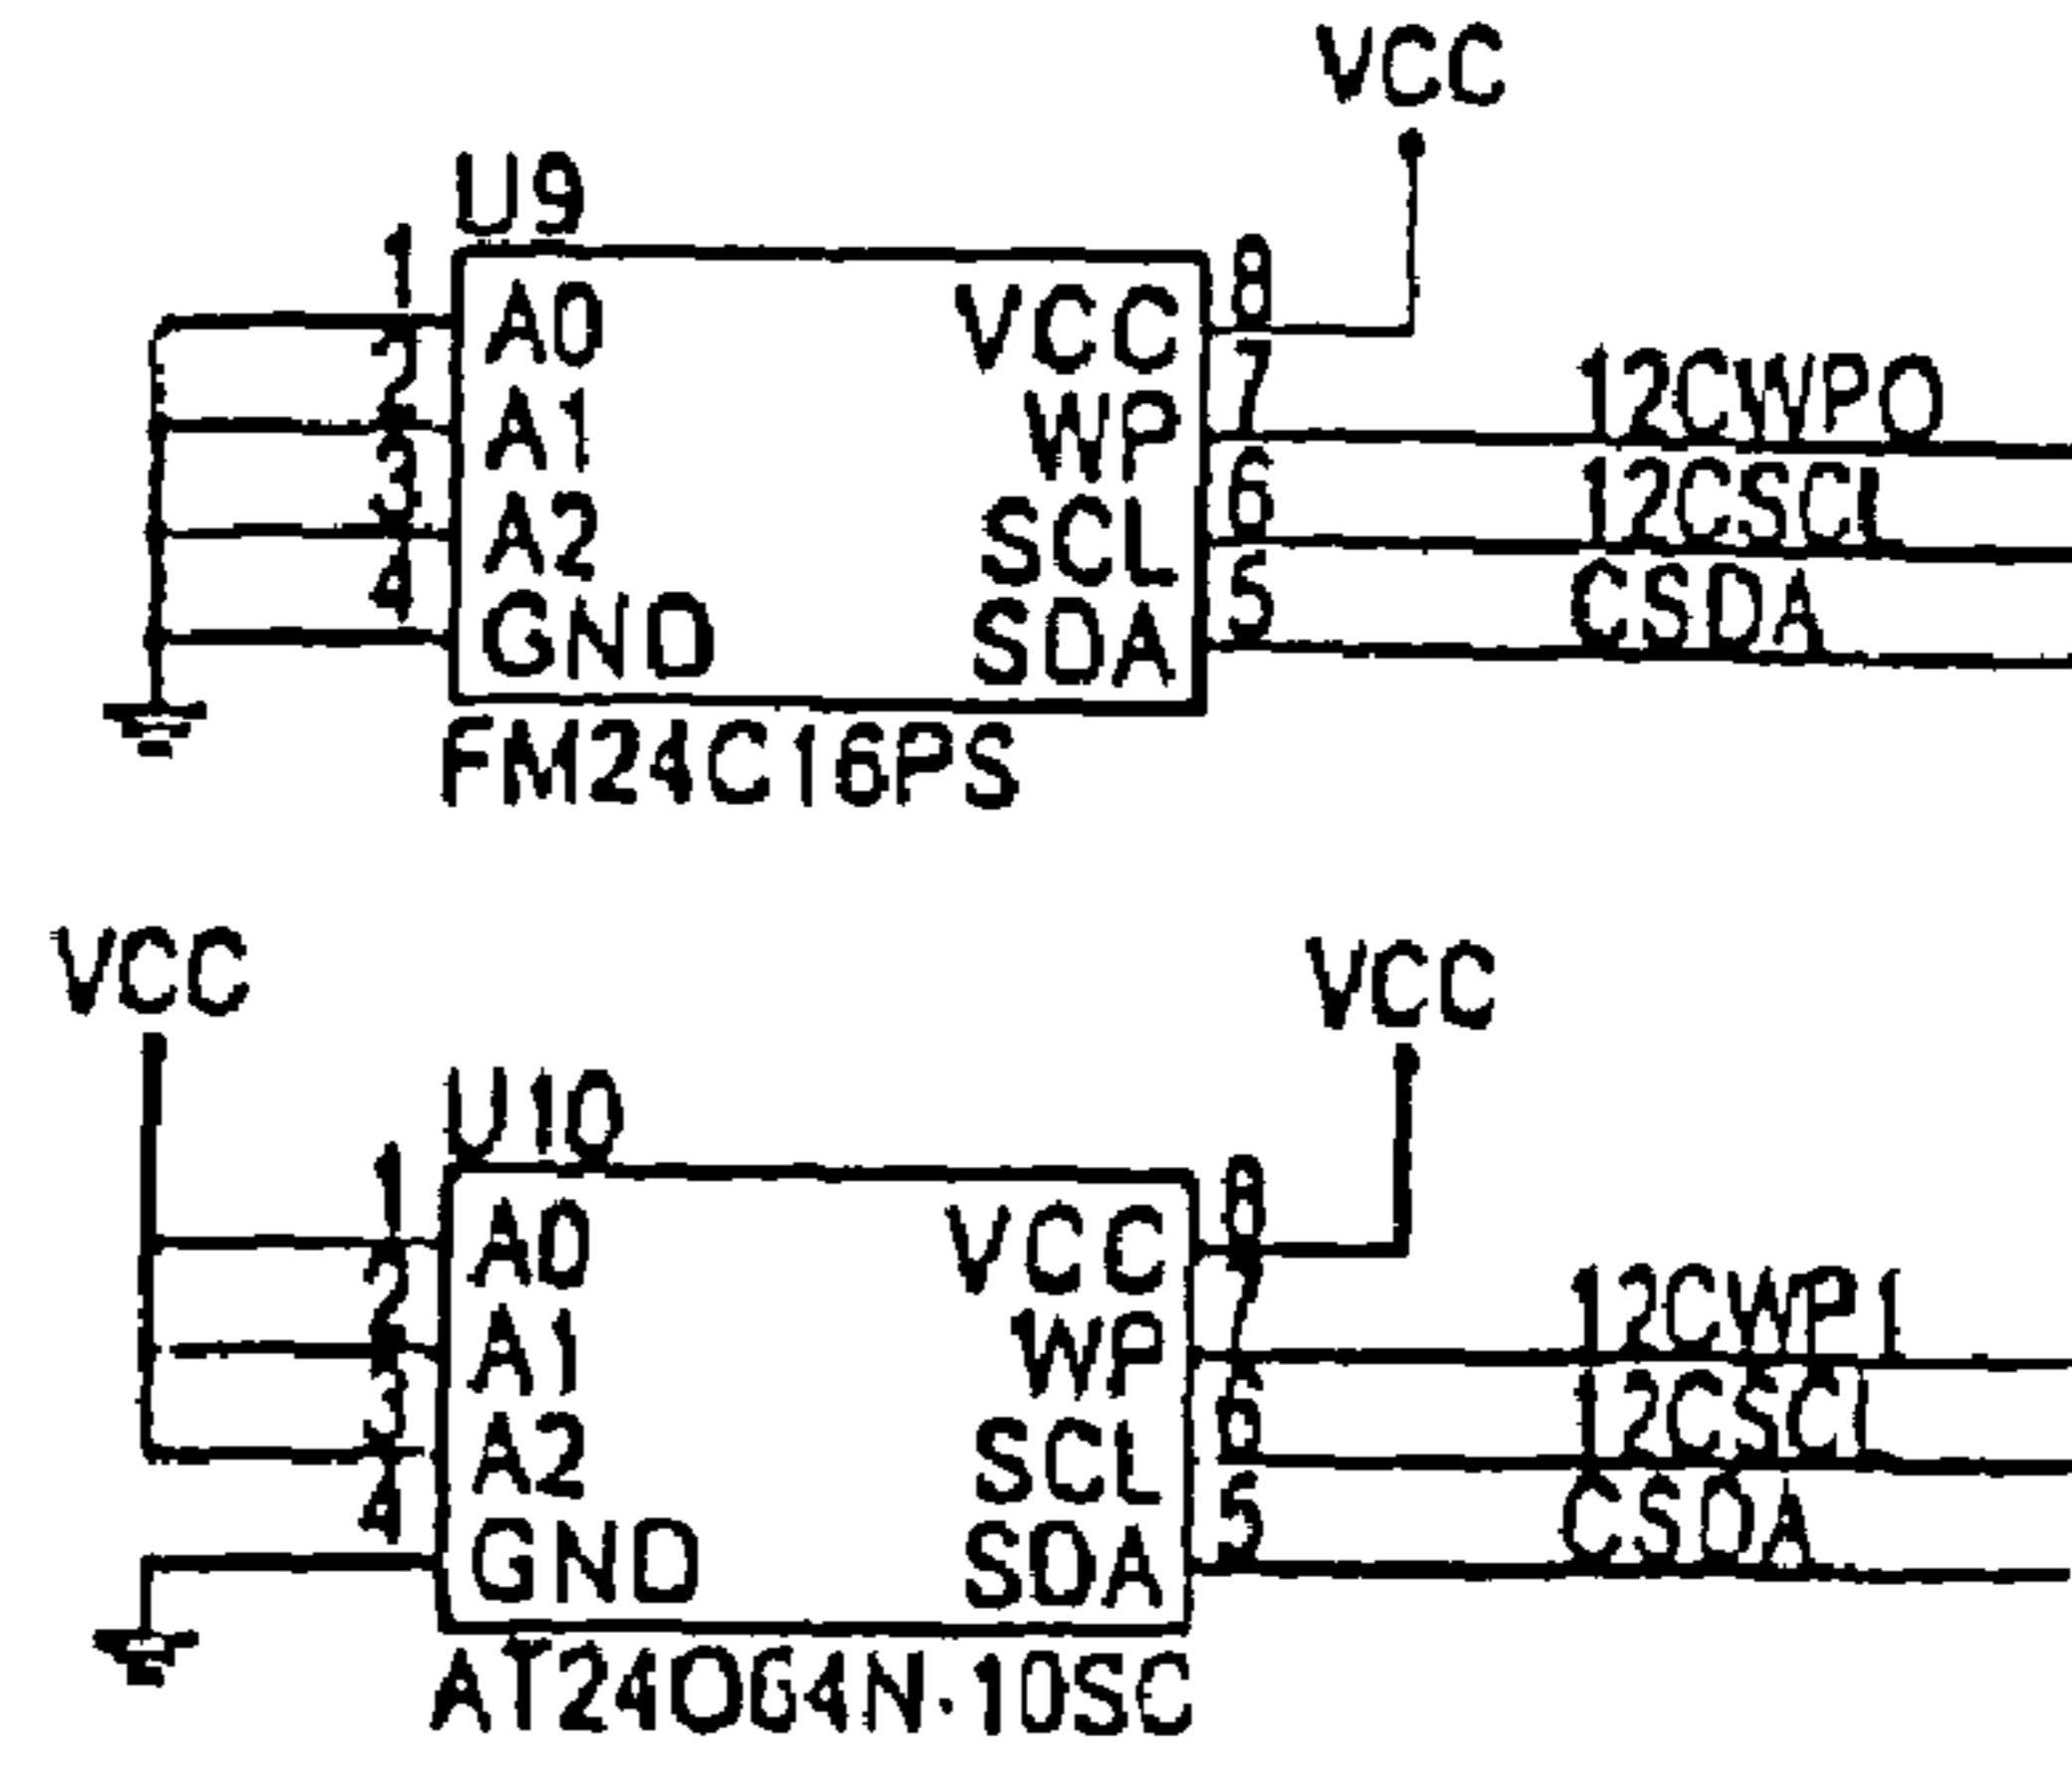 VCC
U9
1
A0
VCC
8
2
A1
WP
7
12CWPO
3
A2
SCL
6
12CSCL
4
GND
SDA
5
CSDA
FM24C16PS
VCC
VCC
U10
1
A0
VCC
8
2
A1
WP
7
12CWP1
3
A2
SCL
6
12CSCL
4
GND
SDA
5
CSDA
AT24O64N.10SC